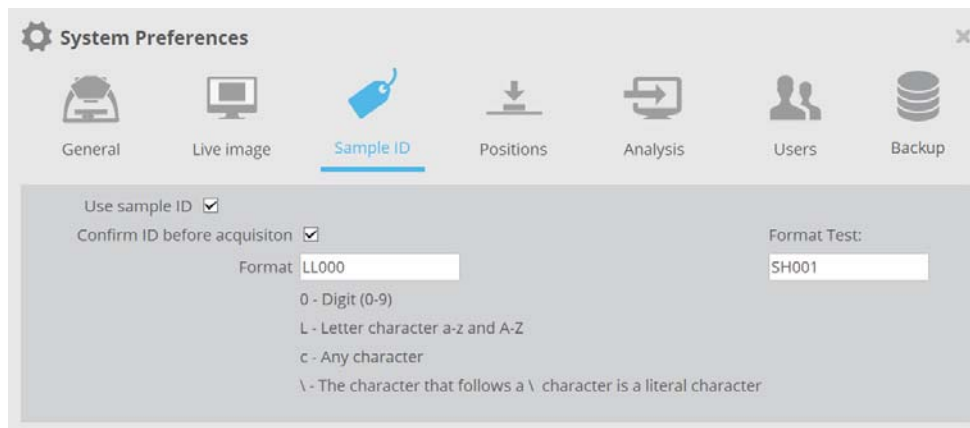 System Preferences
General Live image Sample ID Positions Analysis Users Backup
Use sample ID
Confirm ID before acquisiton Format Test:
Format LL000 SH001
0 - Digit (0-9)
L - Letter character a-z and A-Z
c - Any character
\ - The character that follows a \ character is a literal character